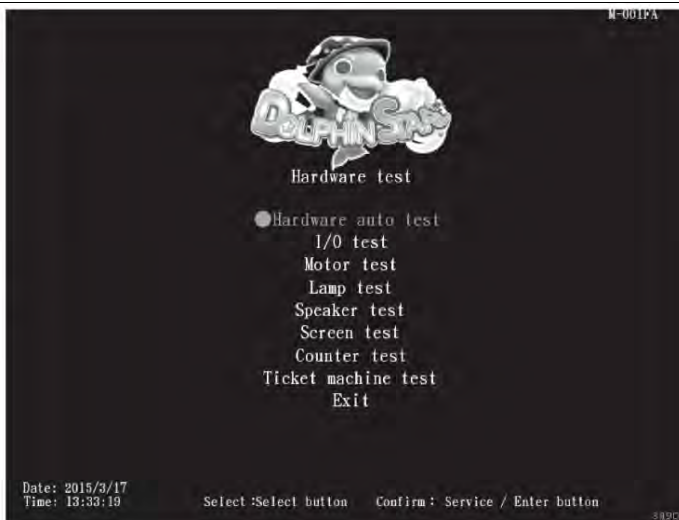 M-001FA
DOLPHIN STAR
Hardware test
Hardware auto test
I/O test
Motor test
Lamp test
Speaker test
Screen test
Counter test
Ticket machine test
Exit
Date: 2015/3/17
Time: 13:33:19
Select :Select button Confirm : Service / Enter button